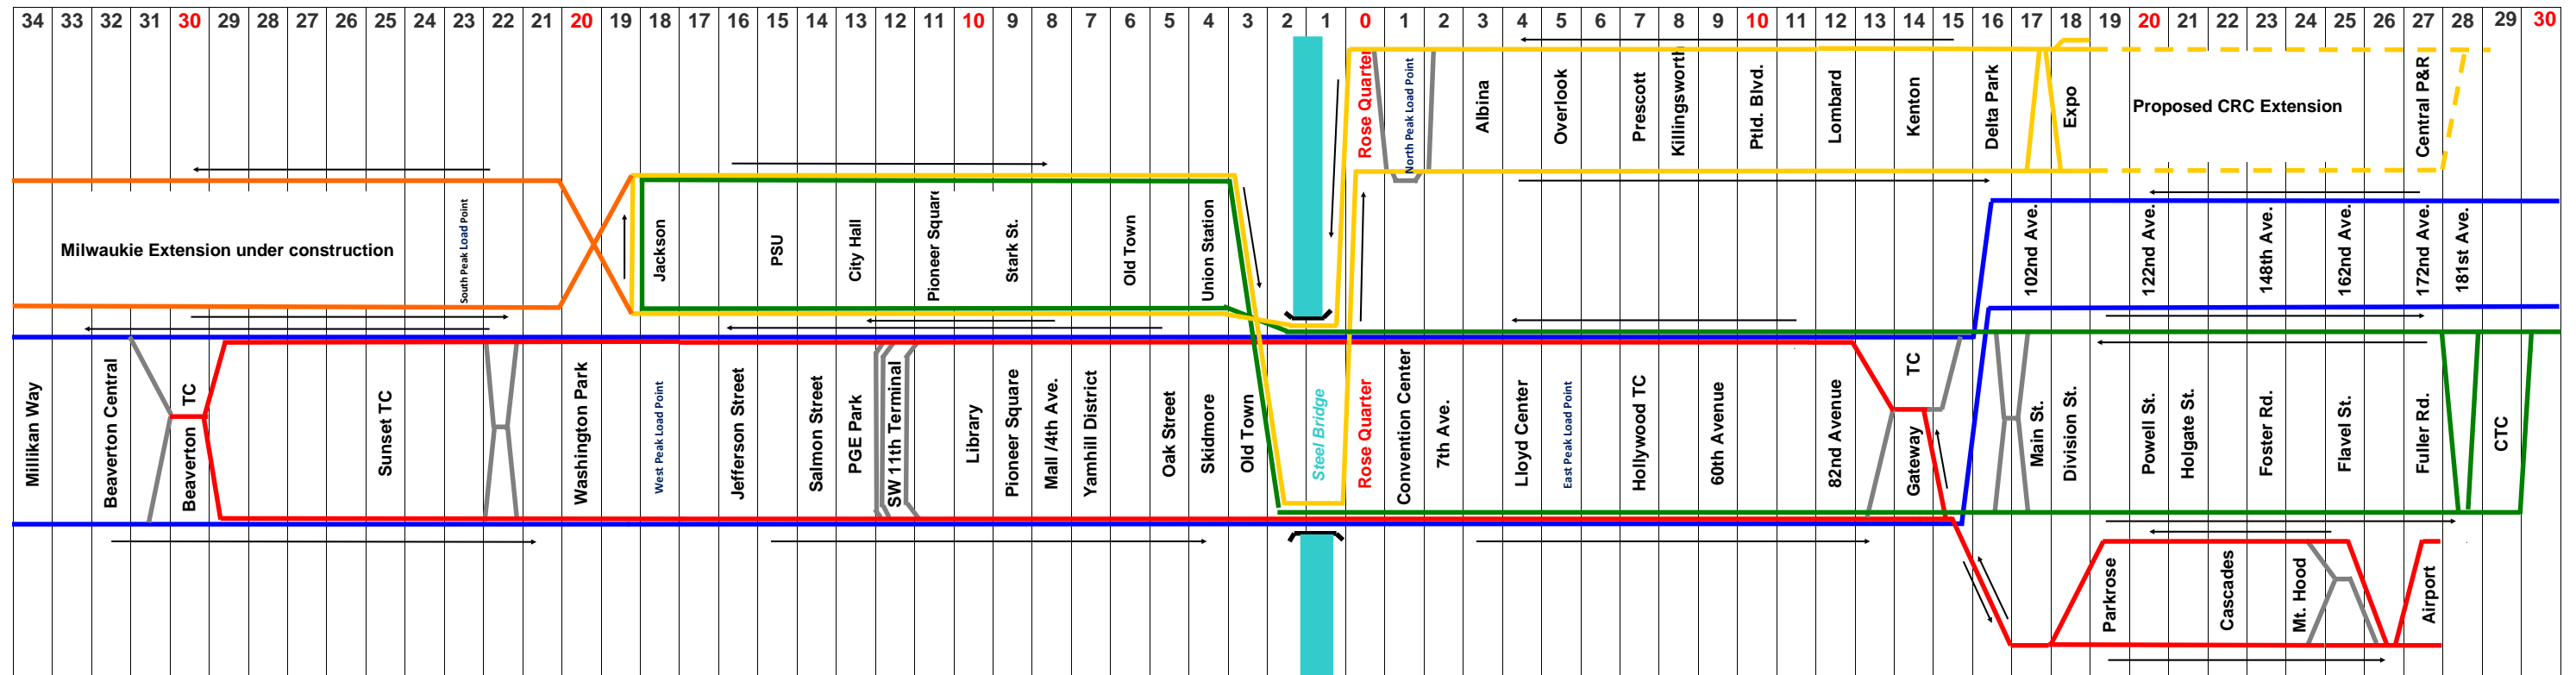 34 33 32 31 30 29 28 27 26 25 24 23 22 21 20 19 18 17 16 15 14 13 12 11 10 9 8 7 6 5 4 3 2 1 0 1 2 3 4 5 6 7 8 9 10 11 12 13 14 15 16 17 18 19 20 21 22 23 24 25 26 27 28 29 30
Rose Quarter
North Peak Load Point
Albina
Overlook
Prescott
Killingsworth
Ptld. Blvd.
Lombard
Kenton
Delta Park
Expo
Proposed CRC Extension
Central P&R
Milwaukie Extension under construction
South Peak Load Point
Jackson
PSU
City Hall
Pioneer Square
Stark St.
Old Town
Union Station
102nd Ave.
122nd Ave.
148th Ave.
162nd Ave.
172nd Ave.
181st Ave.
Millikan Way
Beaverton Central
Beaverton TC
Sunset TC
Washington Park
West Peak Load Point
Jefferson Street
Salmon Street
PGE Park
SW 11th Terminal
Library
Pioneer Square
Mall /4th Ave.
Yamhill District
Oak Street
Skidmore
Old Town
Steel Bridge
Rose Quarter
Convention Center
7th Ave.
Lloyd Center
East Peak Load Point
Hollywood TC
60th Avenue
82nd Avenue
Gateway TC
Main St.
Division St.
Powell St.
Holgate St.
Foster Rd.
Flavel St.
Fuller Rd.
CTC
Parkrose
Cascades
Mt. Hood
Airport